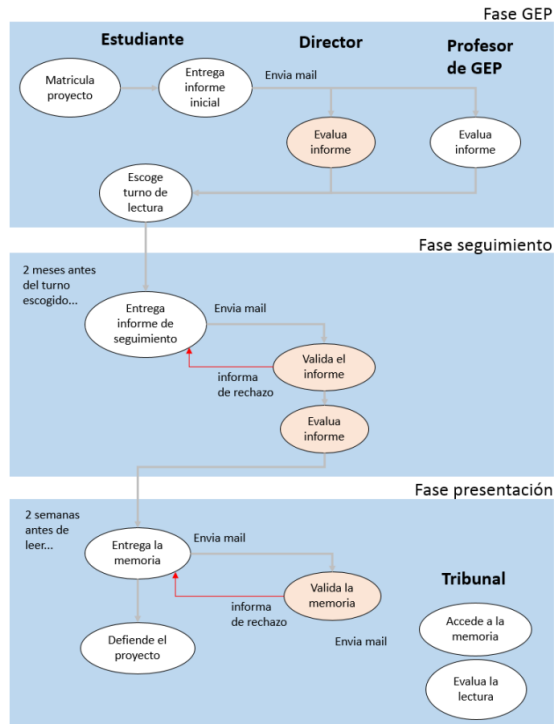 Fase GEP
Estudiante
Director
Profesor
de GEP
Matricula
proyecto
Entrega
informe
inicial
Envia mail
Evalua
informe
Evalua
informe
Escoge
turno de
lectura
Fase seguimiento
2 meses antes
del turno
escogido...
Entrega
informe de
seguimiento
Envia mail
Valida el
informe
informa
de rechazo
Evalua
informe
Fase presentación
2 semanas
antes de
leer...
Entrega la
memoria
Envia mail
Valida la
memoria
informa
de rechazo
Tribunal
Defiende el
proyecto
Envia mail
Accede a la
memoria
Evalua la
lectura